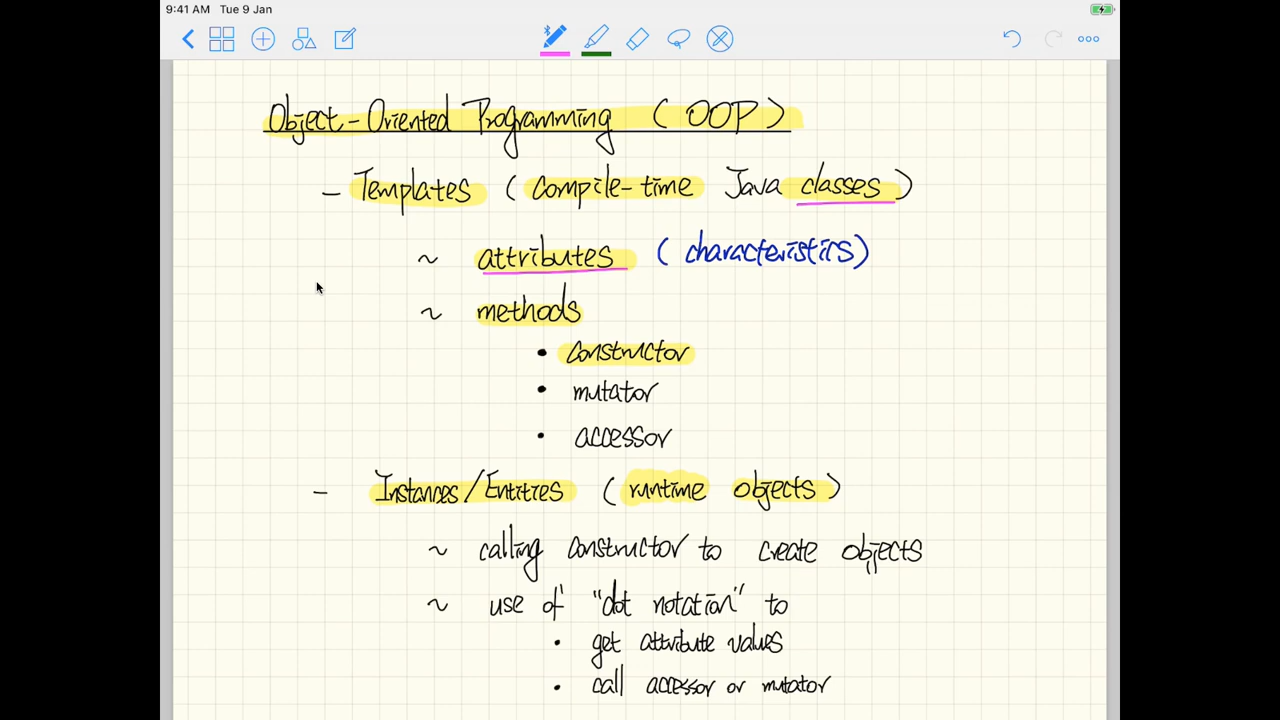 9:41 AM Tue 9 Jan
Object-Oriented Programming (OOP)
- Templates (compile-time Java classes)
~ attributes (characteristics)
~ methods
• constructor
• mutator
• accessor
- Instances/Entities (runtime objects)
~ calling constructor to create objects
~ use of "dot notation" to
• get attribute values
• call accessor or mutator